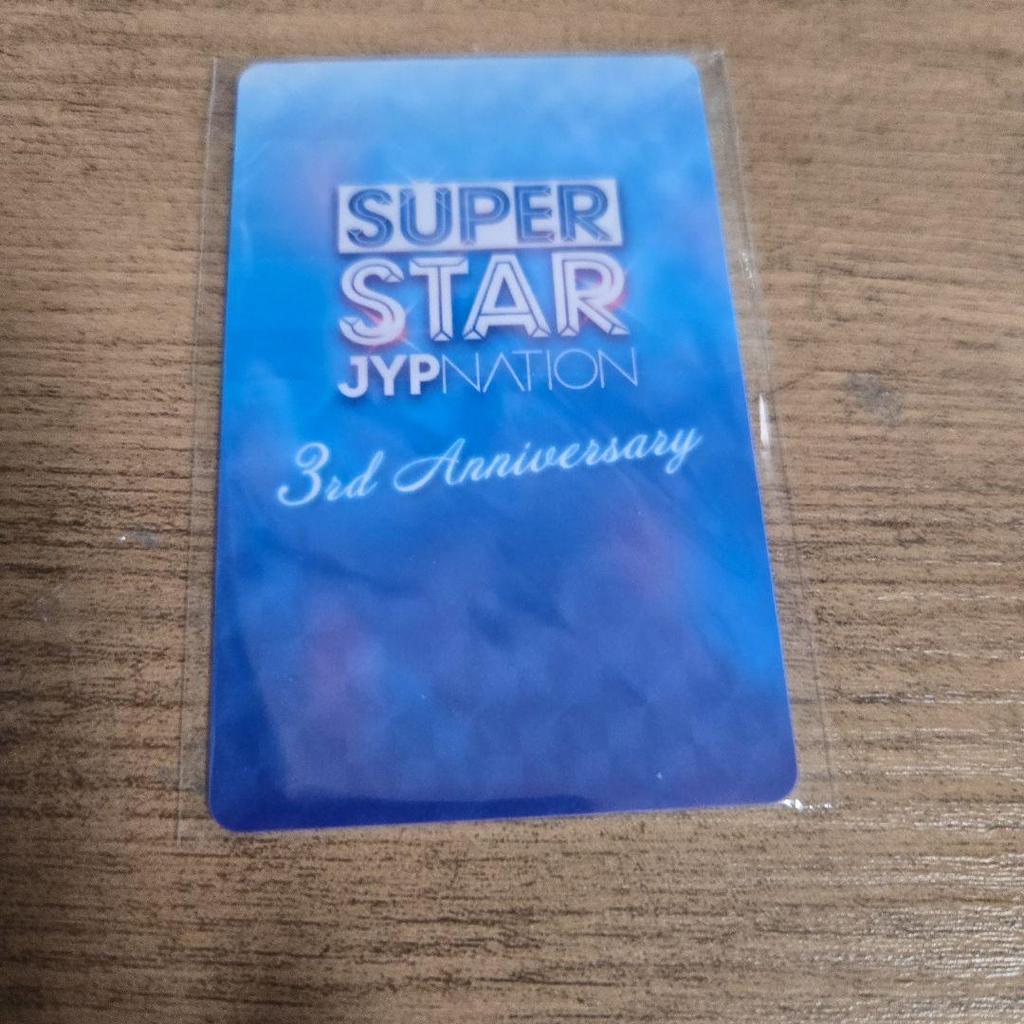 SUPER
STAR
JYPNATION
3rd Anniversary